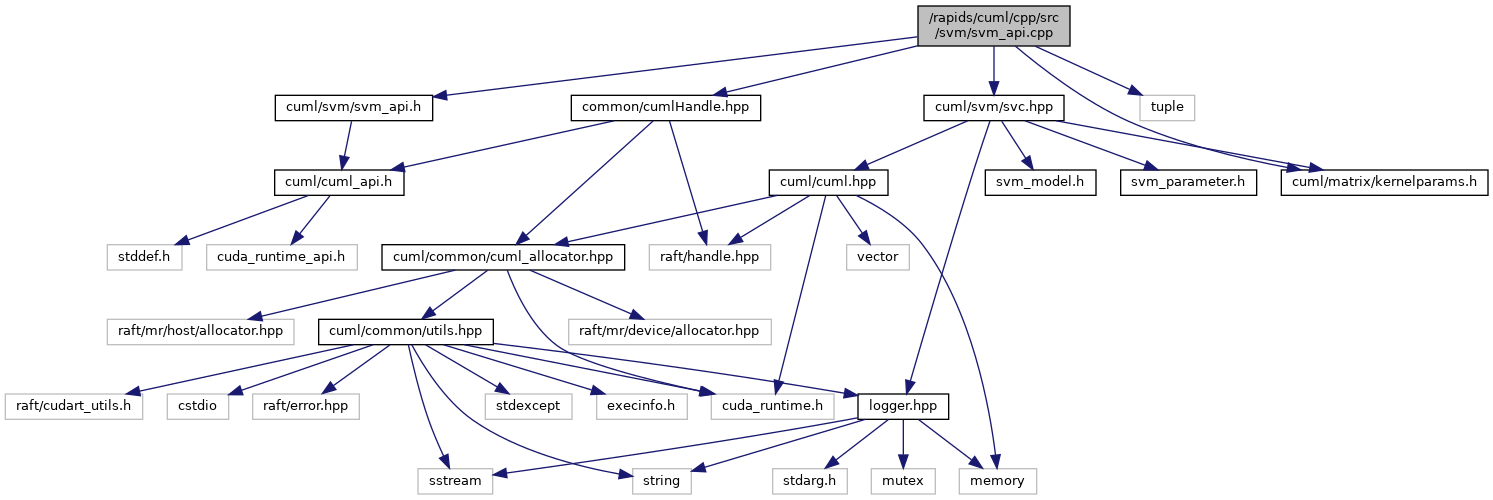 /rapids/cuml/cpp/src
/svm/svm_api.cpp
cuml/svm/svm_api.h
common/cumlHandle.hpp
cuml/svm/svc.hpp
tuple
cuml/cuml_api.h
cuml/cuml.hpp
svm_model.h
svm_parameter.h
cuml/matrix/kernelparams.h
stddef.h
cuda_runtime_api.h
cuml/common/cuml_allocator.hpp
raft/handle.hpp
vector
raft/mr/host/allocator.hpp
cuml/common/utils.hpp
raft/mr/device/allocator.hpp
raft/cudart_utils.h
cstdio
raft/error.hpp
stdexcept
execinfo.h
cuda_runtime.h
logger.hpp
sstream
string
stdarg.h
mutex
memory